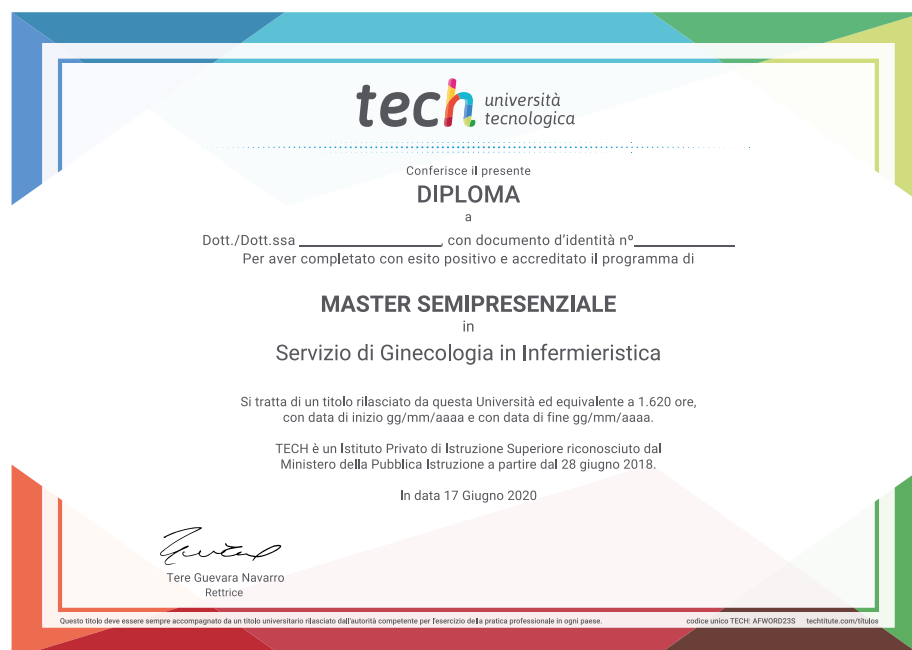 tech università
tecnologica
Conferisce il presente
DIPLOMA
a
Dott./Dott.ssa ____________________, con documento d'identità nº______________
Per aver completato con esito positivo e accreditato il programma di
MASTER SEMIPRESENZIALE
in
Servizio di Ginecologia in Infermieristica
Si tratta di un titolo rilasciato da questa Università ed equivalente a 1.620 ore,
con data di inizio gg/mm/aaaa e con data di fine gg/mm/aaaa.
TECH è un Istituto Privato di Istruzione Superiore riconosciuto dal
Ministero della Pubblica Istruzione a partire dal 28 giugno 2018.
In data 17 Giugno 2020
Tere Guevara Navarro
Rettrice
Questo titolo deve essere sempre accompagnato da un titolo universitario rilasciato dall'autorità competente per l'esercizio della pratica professionale in ogni paese. codice unico TECH: AFWORD23S techtitute.com/titulos